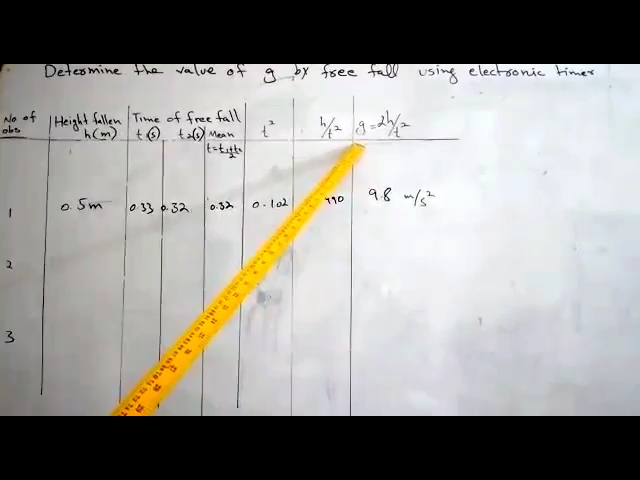 Determine the value of g by free fall using electronic timer
No of obs Height fallen h(m) Time of free fall t1(s) t2(s) Mean t=t1+t2/2 t² h/t² g=2h/t²
1 0.5m 0.33 0.32 0.32 0.102 9.8 m/s²
2
3